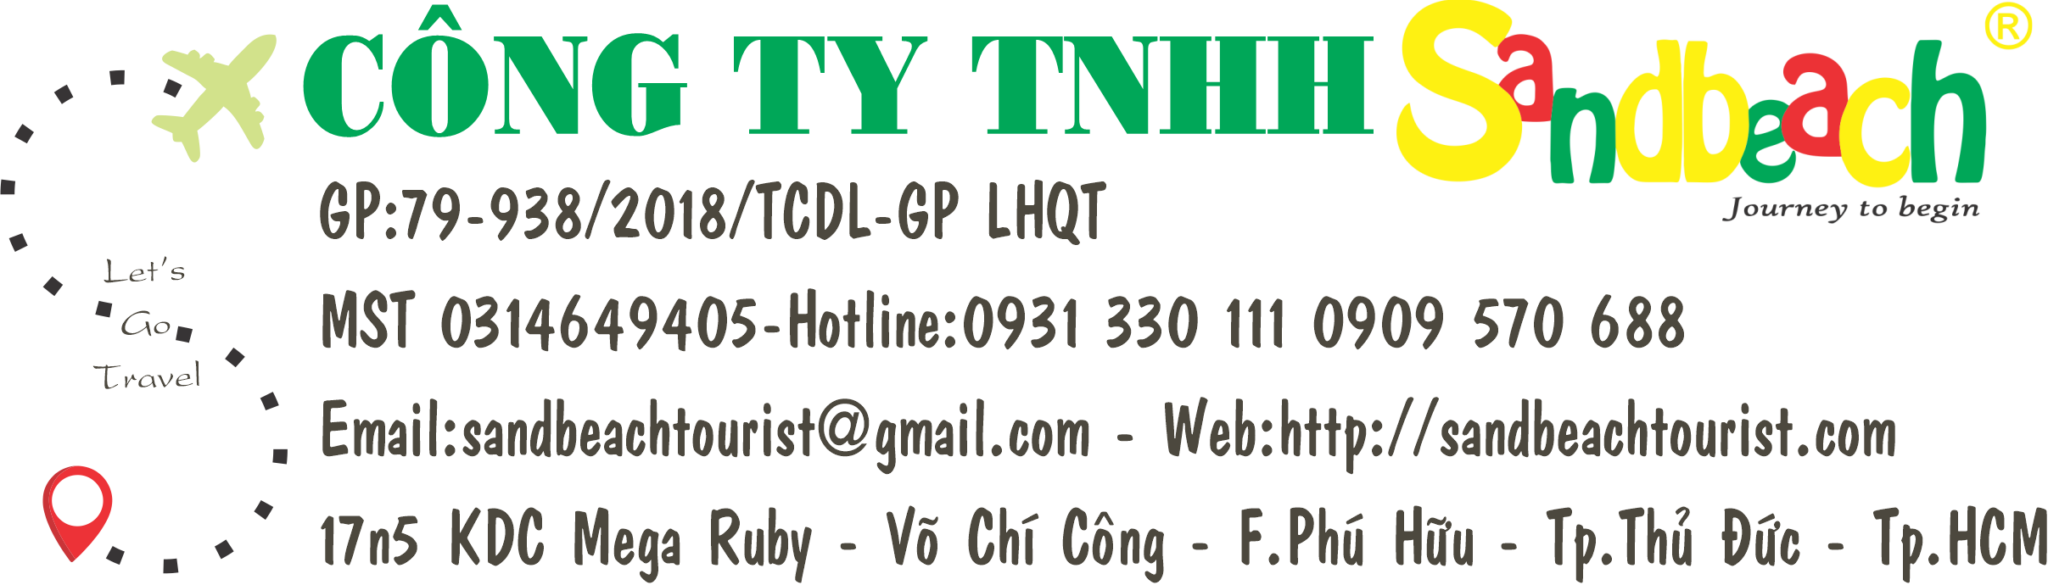 CÔNG TY TNHH Sandbeach ®
Journey to begin
GP:79-938/2018/TCDL-GP LHQT
Let's
Go
Travel
MST 0314649405-Hotline:0931 330 111 0909 570 688
Email:sandbeachtourist@gmail.com - Web:http://sandbeachtourist.com
17n5 KDC Mega Ruby - Võ Chí Công - F.Phú Hữu - Tp.Thủ Đức - Tp.HCM